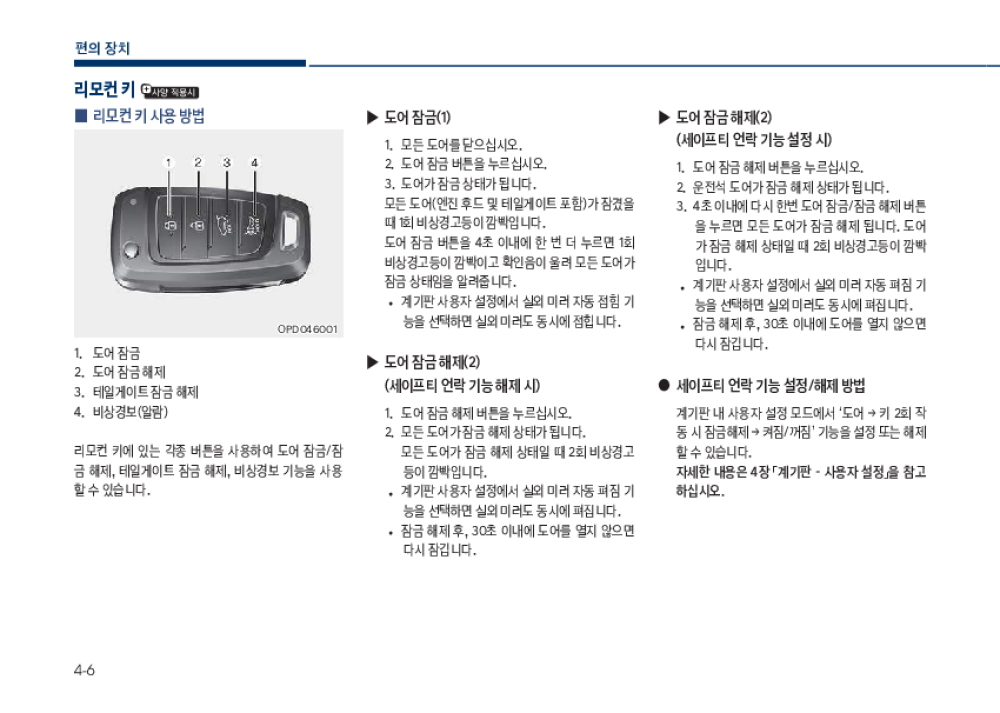 편의 장치
리모컨 키 사양 적용시
■ 리모컨 키 사용 방법
1 2 3 4
OPD046001
1. 도어 잠금
2. 도어 잠금 해제
3. 테일게이트 잠금 해제
4. 비상경보(알람)
리모컨 키에 있는 각종 버튼을 사용하여 도어 잠금/잠
금 해제, 테일게이트 잠금 해제, 비상경보 기능을 사용
할 수 있습니다.
▶ 도어 잠금(1)
1. 모든 도어를 닫으십시오.
2. 도어 잠금 버튼을 누르십시오.
3. 도어가 잠금 상태가 됩니다.
모든 도어(엔진 후드 및 테일게이트 포함)가 잠겼을
때 1회 비상경고등이 깜박입니다.
도어 잠금 버튼을 4초 이내에 한 번 더 누르면 1회
비상경고등이 깜박이고 확인음이 울려 모든 도어가
잠금 상태임을 알려줍니다.
• 계기판 사용자 설정에서 실외 미러 자동 접힘 기
능을 선택하면 실외 미러도 동시에 접힙니다.
▶ 도어 잠금 해제(2)
(세이프티 언락 기능 해제 시)
1. 도어 잠금 해제 버튼을 누르십시오.
2. 모든 도어가 잠금 해제 상태가 됩니다.
모든 도어가 잠금 해제 상태일 때 2회 비상경고
등이 깜박입니다.
• 계기판 사용자 설정에서 실외 미러 자동 펴짐 기
능을 선택하면 실외 미러도 동시에 펴집니다.
• 잠금 해제 후, 30초 이내에 도어를 열지 않으면
다시 잠깁니다.
▶ 도어 잠금 해제(2)
(세이프티 언락 기능 설정 시)
1. 도어 잠금 해제 버튼을 누르십시오.
2. 운전석 도어가 잠금 해제 상태가 됩니다.
3. 4초 이내에 다시 한번 도어 잠금/잠금 해제 버튼
을 누르면 모든 도어가 잠금 해제 됩니다. 도어
가 잠금 해제 상태일 때 2회 비상경고등이 깜박
입니다.
• 계기판 사용자 설정에서 실외 미러 자동 펴짐 기
능을 선택하면 실외 미러도 동시에 펴집니다.
• 잠금 해제 후, 30초 이내에 도어를 열지 않으면
다시 잠깁니다.
● 세이프티 언락 기능 설정/해제 방법
계기판 내 사용자 설정 모드에서 ‘도어 → 키 2회 작
동 시 잠금해제 → 켜짐/꺼짐’ 기능을 설정 또는 해제
할 수 있습니다.
자세한 내용은 4장 「계기판 - 사용자 설정」을 참고
하십시오.
4-6